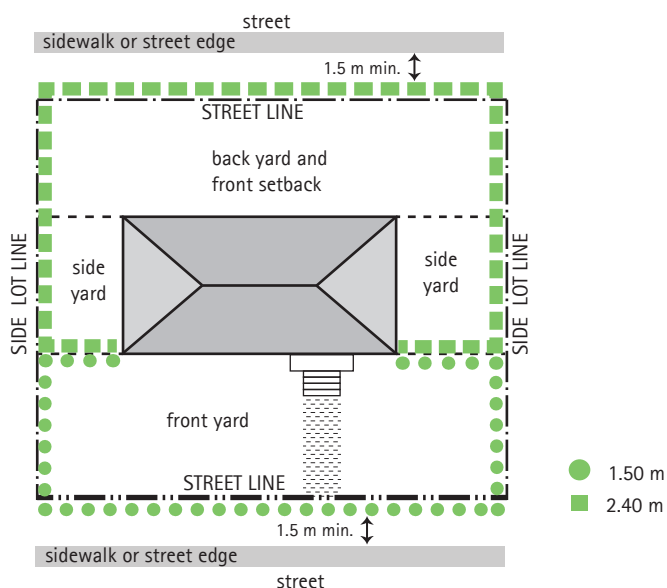 street
sidewalk or street edge
1.5 m min.
STREET LINE
back yard and
front setback
SIDE LOT LINE
side
yard
side
yard
SIDE LOT LINE
front yard
STREET LINE
1.50 m
2.40 m
1.5 m min.
sidewalk or street edge
street